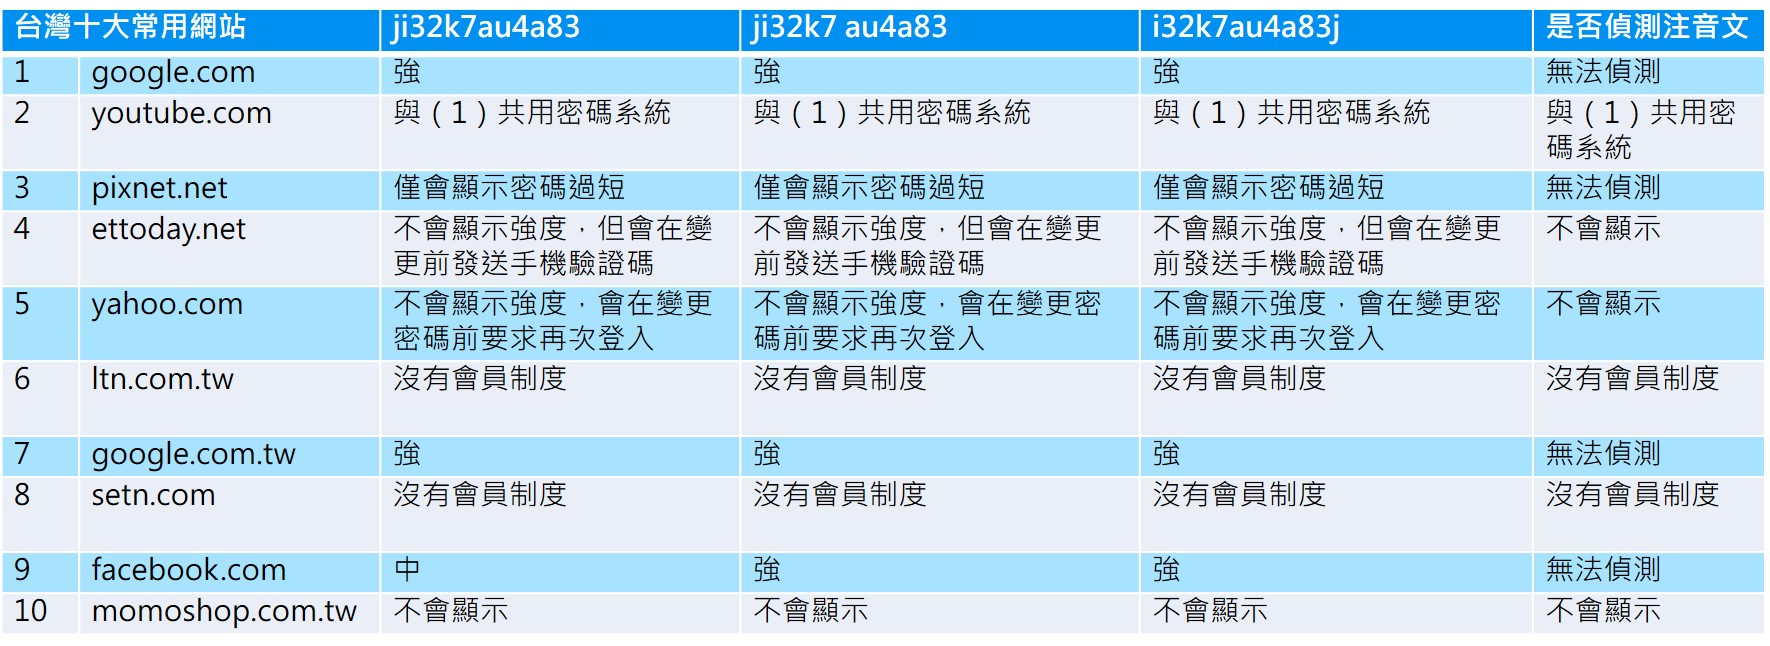 台灣十大常用網站 ji32k7au4a83 ji32k7 au4a83 i32k7au4a83j 是否偵測注音文
1 google.com 強 強 強 無法偵測
2 youtube.com 與（1）共用密碼系統 與（1）共用密碼系統 與（1）共用密碼系統 與（1）共用密
碼系統
3 pixnet.net 僅會顯示密碼過短 僅會顯示密碼過短 僅會顯示密碼過短 無法偵測
4 ettoday.net 不會顯示強度，但會在變 不會顯示強度，但會在變更 不會顯示強度，但會在變更 不會顯示
更前發送手機驗證碼 前發送手機驗證碼 前發送手機驗證碼
5 yahoo.com 不會顯示強度，會在變更 不會顯示強度，會在變更密 不會顯示強度，會在變更密 不會顯示
密碼前要求再次登入 碼前要求再次登入 碼前要求再次登入
6 ltn.com.tw 沒有會員制度 沒有會員制度 沒有會員制度 沒有會員制度
7 google.com.tw 強 強 強 無法偵測
8 setn.com 沒有會員制度 沒有會員制度 沒有會員制度 沒有會員制度
9 facebook.com 中 強 強 無法偵測
10 momoshop.com.tw 不會顯示 不會顯示 不會顯示 不會顯示